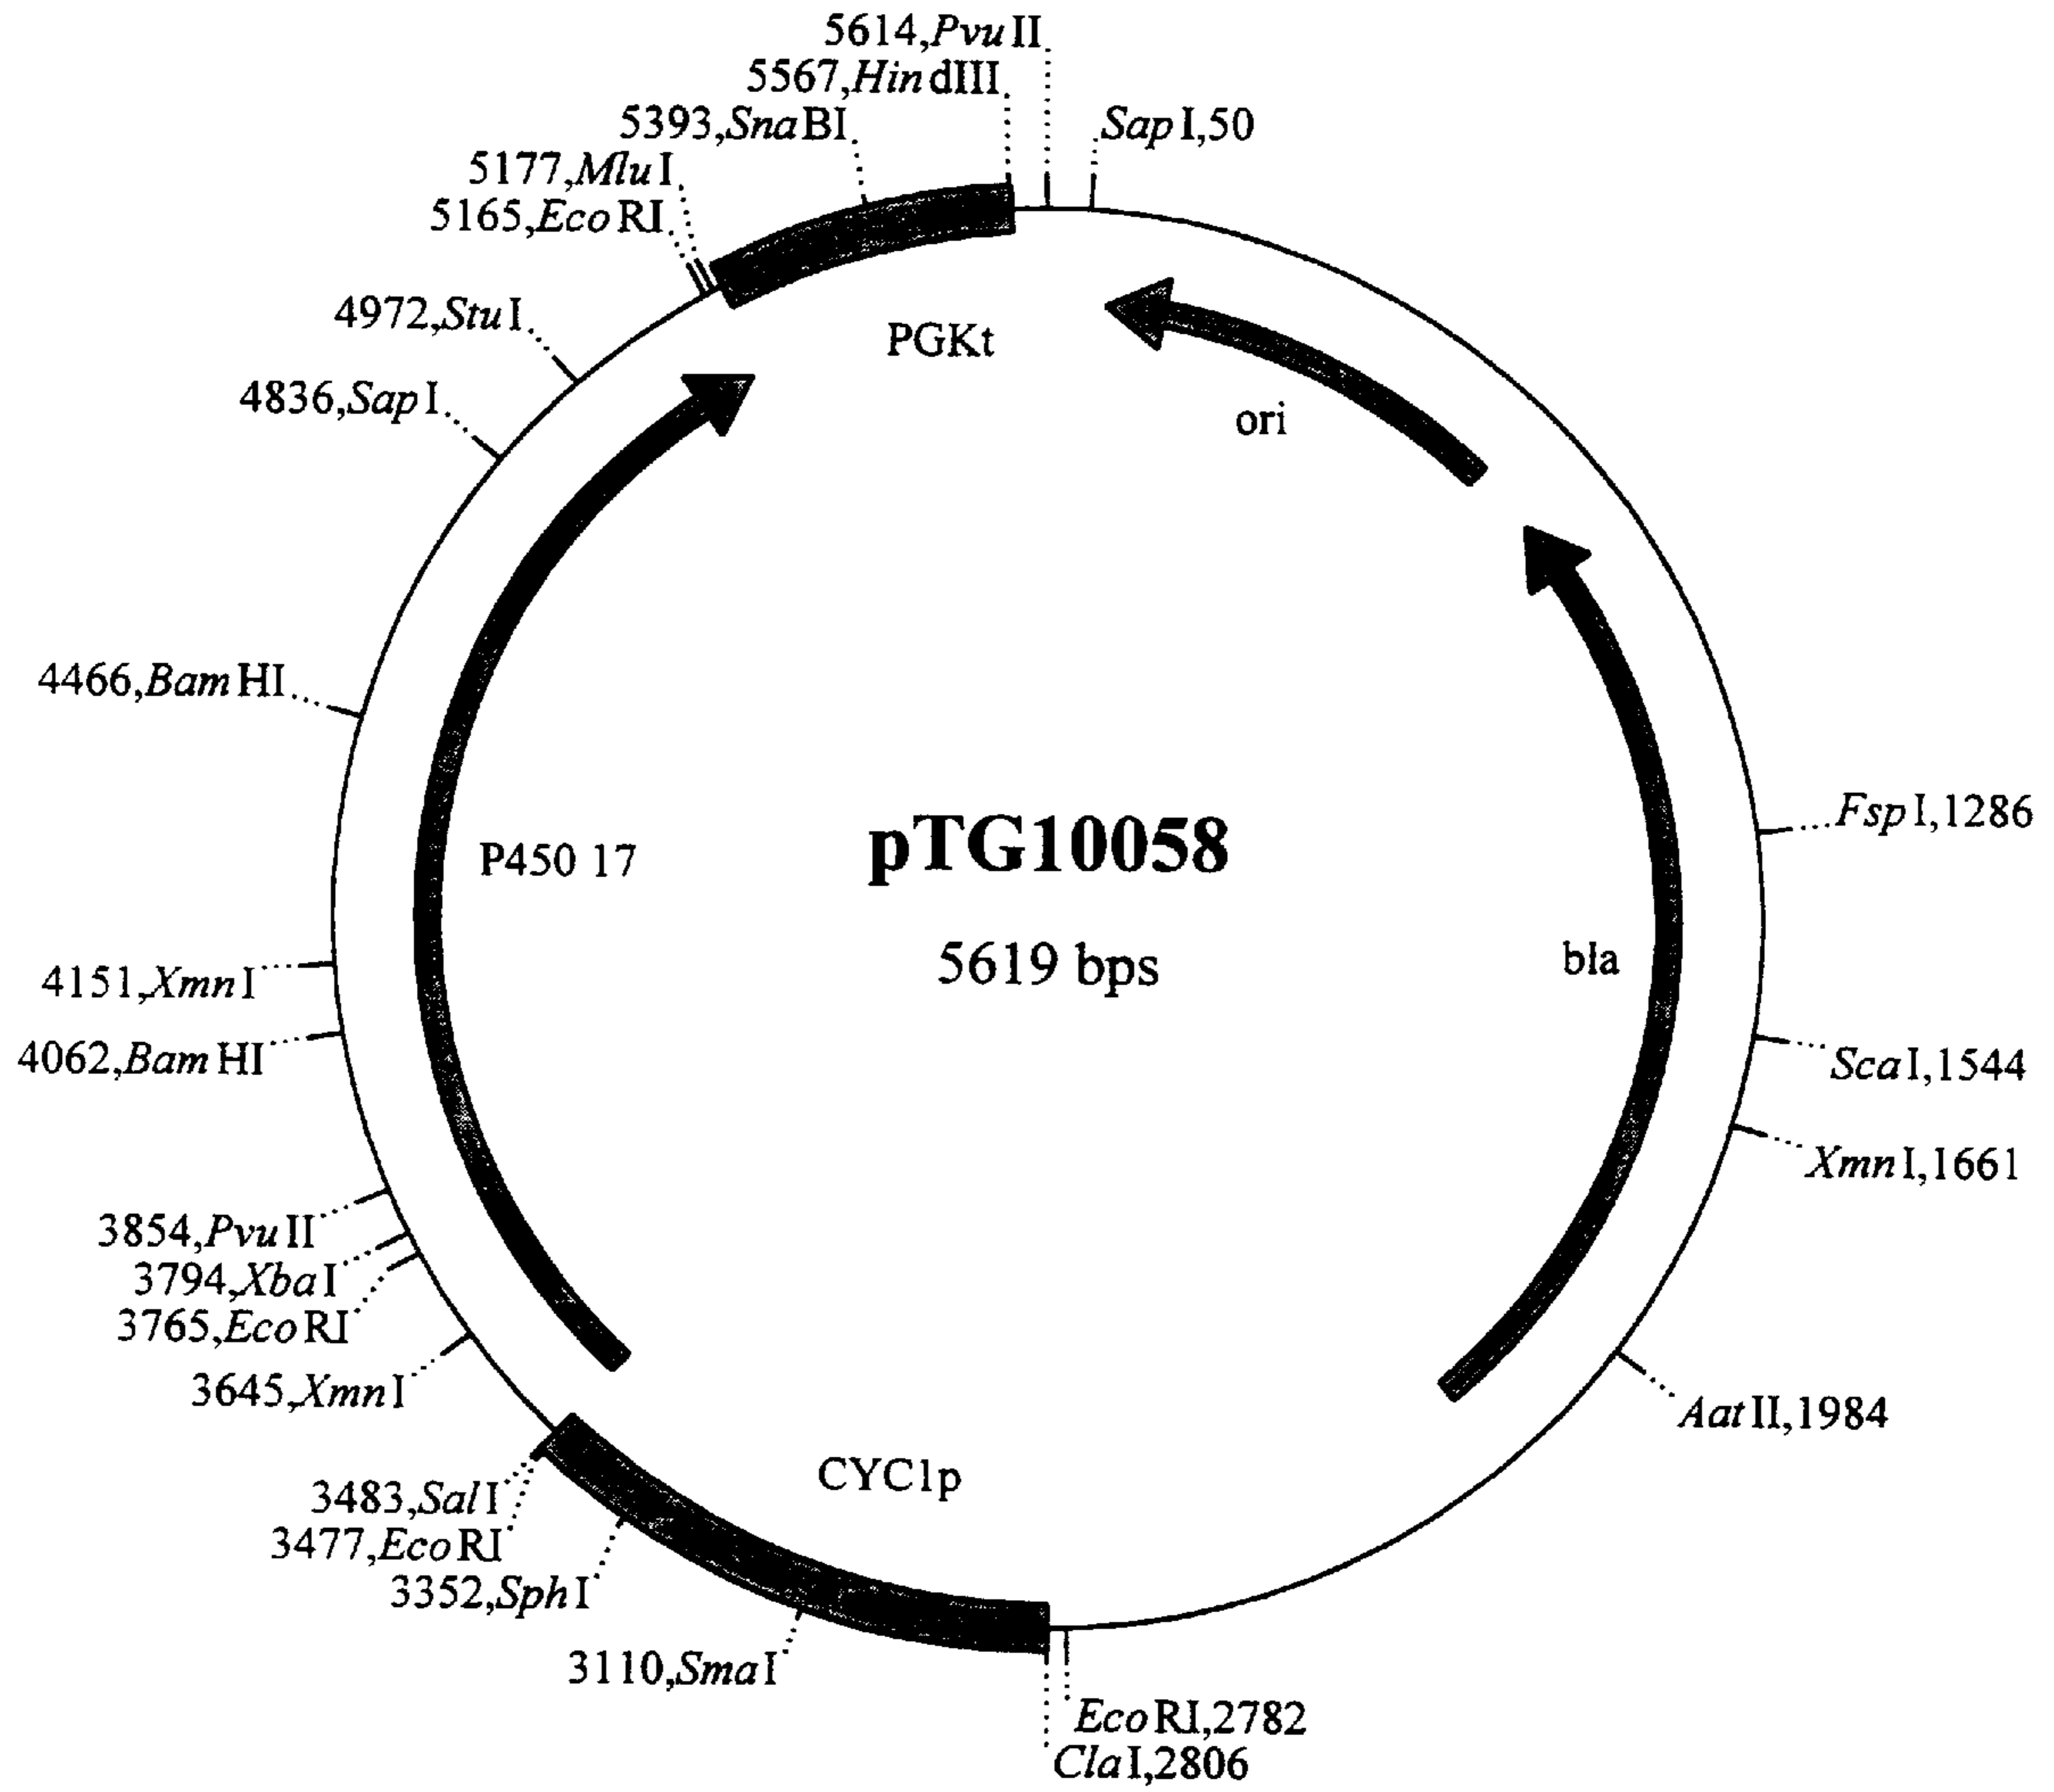 5614,PvuII
5567,HindIII
5393,SnaBI
SapI,50
5177,MluI
5165,EcoRI
4972,StuI
PGKt
4836,SapI
ori
4466,BamHI
FspI,1286
pTG10058
P450 17
5619 bps
bla
4151,XmnI
4062,BamHI
ScaI,1544
XmnI,1661
3854,PvuII
3794,XbaI
3765,EcoRI
3645,XmnI
AatII,1984
CYC1p
3483,SalI
3477,EcoRI
3352,SphI
3110,SmaI
EcoRI,2782
ClaI,2806